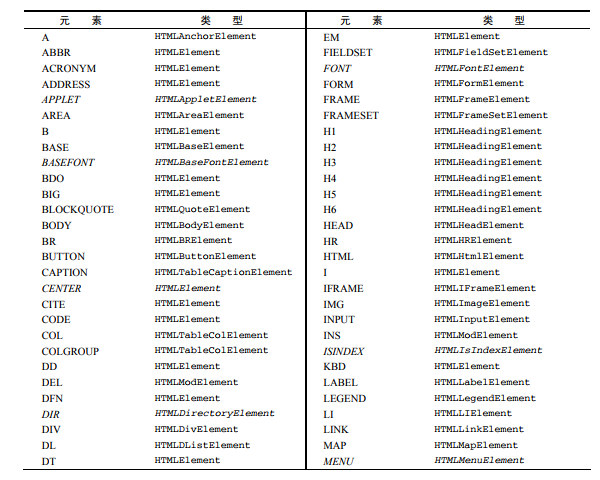 元 素 类 型 元 素 类 型
A HTMLAnchorElement EM HTMLElement
ABBR HTMLElement FIELDSET HTMLFieldSetElement
ACRONYM HTMLElement FONT HTMLFontElement
ADDRESS HTMLElement FORM HTMLFormElement
APPLET HTMLAppletElement FRAME HTMLFrameElement
AREA HTMLAreaElement FRAMESET HTMLFrameSetElement
B HTMLElement H1 HTMLHeadingElement
BASE HTMLBaseElement H2 HTMLHeadingElement
BASEFONT HTMLBaseFontElement H3 HTMLHeadingElement
BDO HTMLElement H4 HTMLHeadingElement
BIG HTMLElement H5 HTMLHeadingElement
BLOCKQUOTE HTMLQuoteElement H6 HTMLHeadingElement
BODY HTMLBodyElement HEAD HTMLHeadElement
BR HTMLBRElement HR HTMLHRElement
BUTTON HTMLButtonElement HTML HTMLHtmlElement
CAPTION HTMLTableCaptionElement I HTMLElement
CENTER HTMLElement IFRAME HTMLIFrameElement
CITE HTMLElement IMG HTMLImageElement
CODE HTMLElement INPUT HTMLInputElement
COL HTMLTableColElement INS HTMLModElement
COLGROUP HTMLTableColElement ISINDEX HTMLIsIndexElement
DD HTMLElement KBD HTMLElement
DEL HTMLModElement LABEL HTMLLabelElement
DFN HTMLElement LEGEND HTMLLegendElement
DIR HTMLDirectoryElement LI HTMLLIElement
DIV HTMLDivElement LINK HTMLLinkElement
DL HTMLDListElement MAP HTMLMapElement
DT HTMLElement MENU HTMLMenuElement